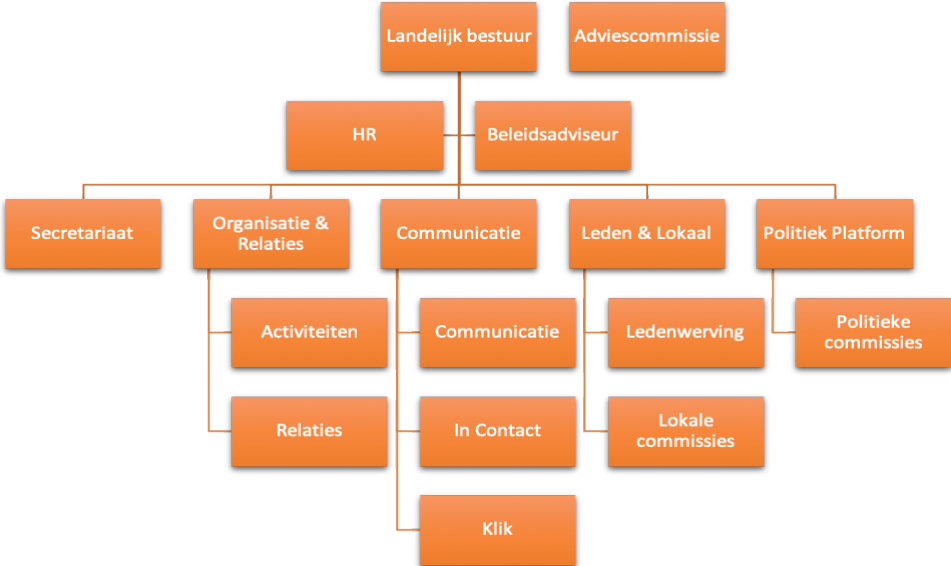 Landelijk bestuur
Adviescommissie
HR
Beleidsadviseur
Secretariaat
Organisatie &
Relaties
Communicatie
Leden & Lokaal
Politiek Platform
Activiteiten
Communicatie
Ledenwerving
Politieke
commissies
Relaties
In Contact
Lokale
commissies
Klik